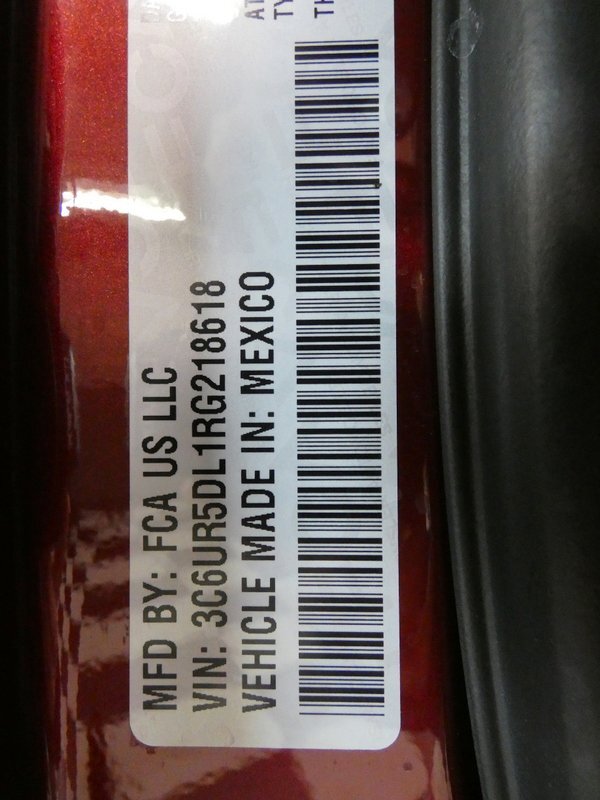 MFD BY: FCA US LLC
VIN: 3C6UR5DL1RG218618
VEHICLE MADE IN: MEXICO